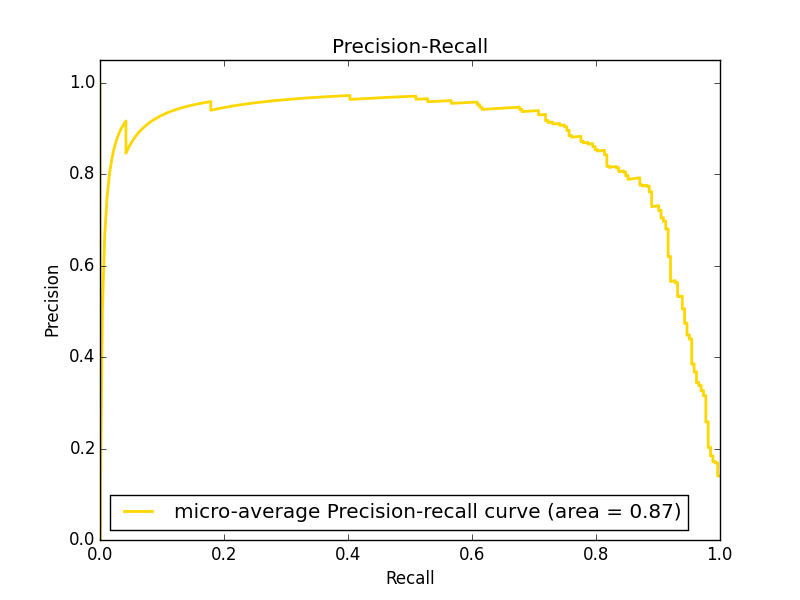 Precision-Recall
1.0
0.8
0.6
0.4
0.2
0.0
Precision
micro-average Precision-recall curve (area = 0.87)
0.0 0.2 0.4 0.6 0.8 1.0
Recall